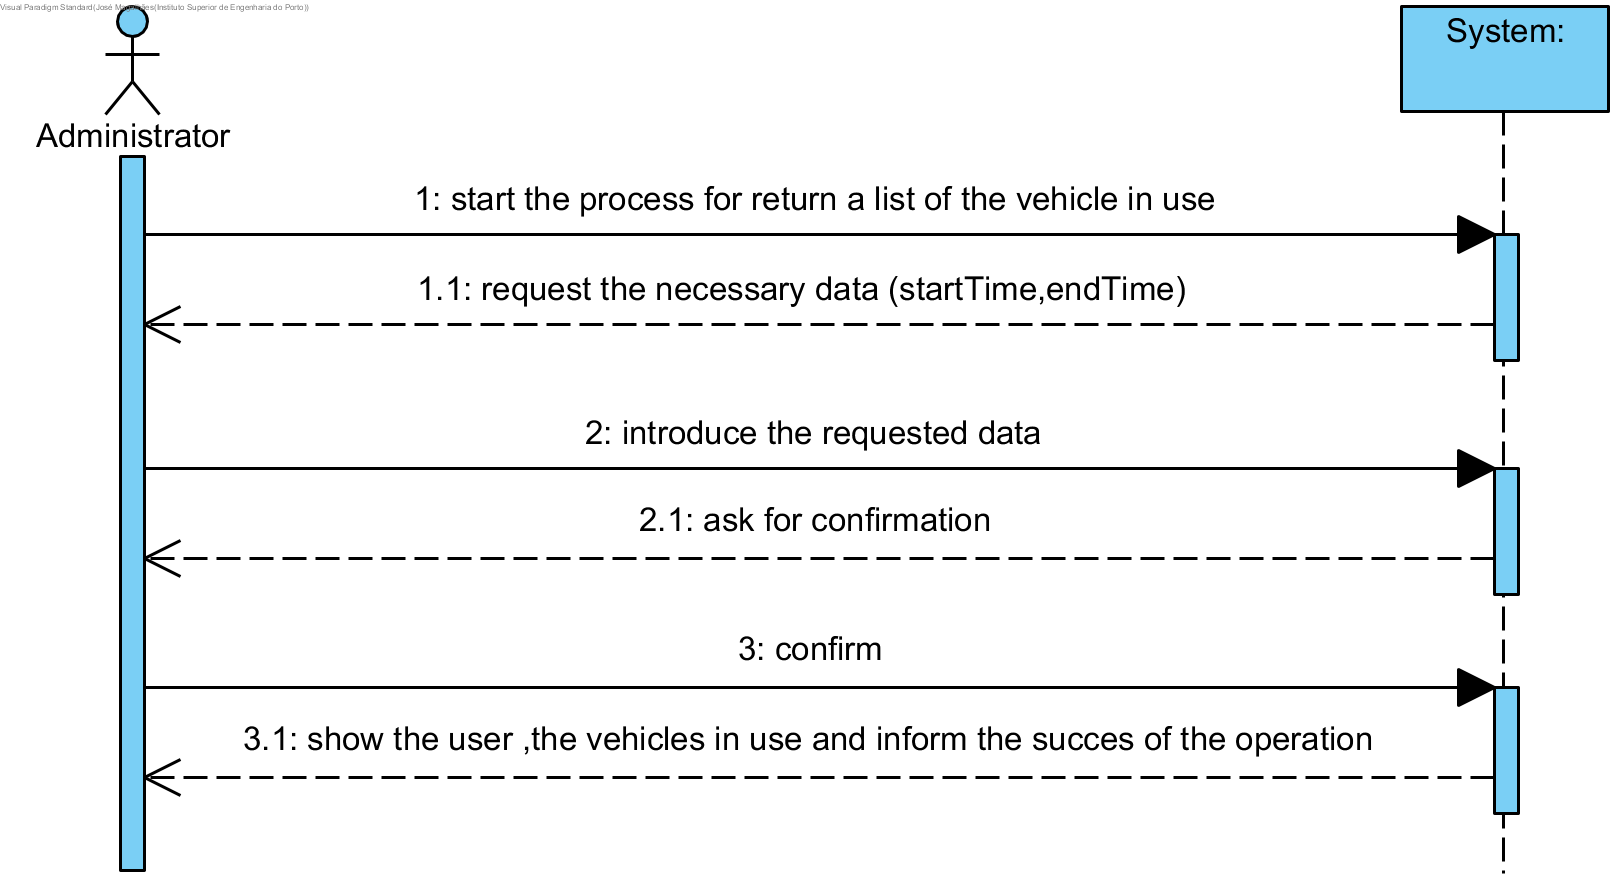 Visual Paradigm Standard(José Magalhães(Instituto Superior de Engenharia do Porto))
System:
Administrator
1: start the process for return a list of the vehicle in use
1.1: request the necessary data (startTime,endTime)
2: introduce the requested data
2.1: ask for confirmation
3: confirm
3.1: show the user ,the vehicles in use and inform the succes of the operation